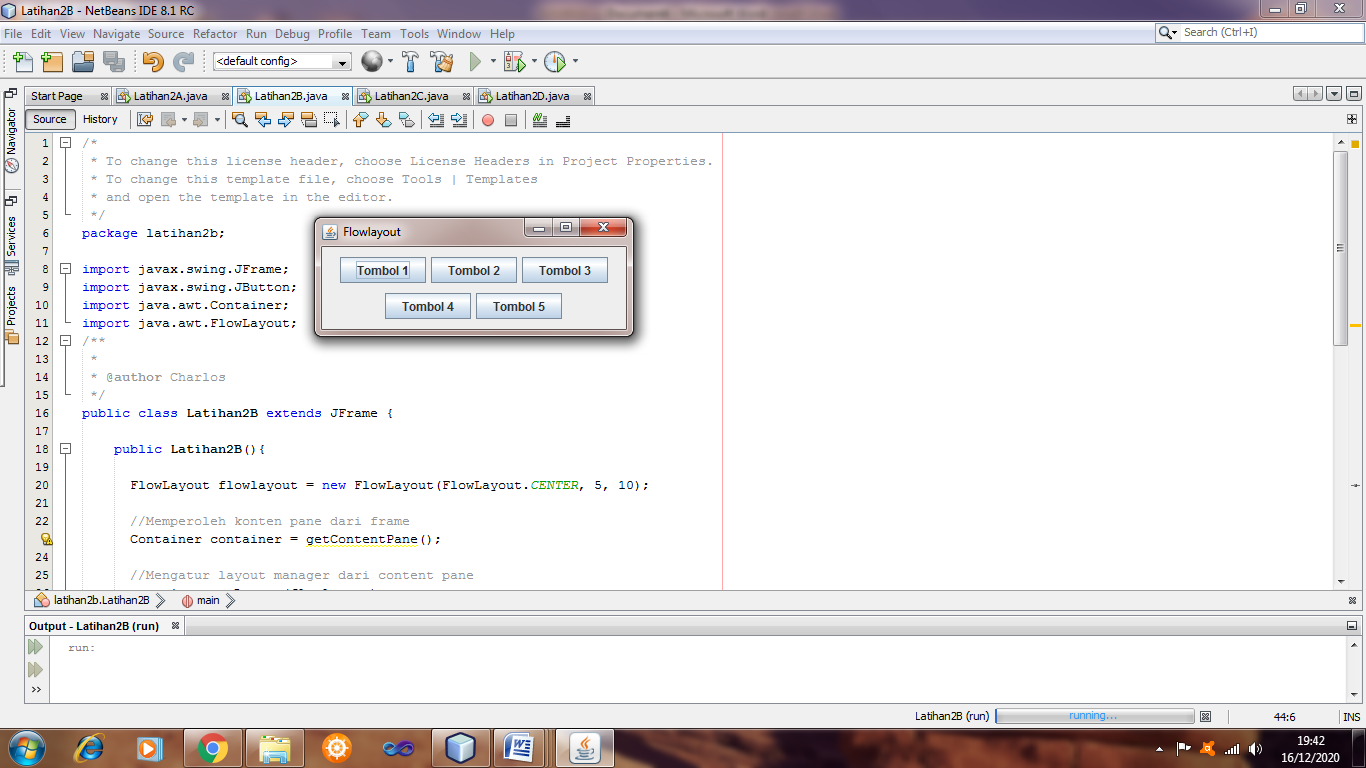 Latihan2B - NetBeans IDE 8.1 RC
File Edit View Navigate Source Refactor Run Debug Profile Team Tools Window Help
Search (Ctrl+I)
<default config>
Start Page Latihan2A.java Latihan2B.java Latihan2C.java Latihan2D.java
Source History
Navigator
Services
Projects
1 /*
2 * To change this license header, choose License Headers in Project Properties.
3 * To change this template file, choose Tools | Templates
4 * and open the template in the editor.
5 */
6 package latihan2b;
7
8 import javax.swing.JFrame;
9 import javax.swing.JButton;
10 import java.awt.Container;
11 import java.awt.FlowLayout;
12 /**
13 *
14 * @author Charlos
15 */
16 public class Latihan2B extends JFrame {
17
18 public Latihan2B(){
19
20 FlowLayout flowlayout = new FlowLayout(FlowLayout.CENTER, 5, 10);
21
22 //Memperoleh konten pane dari frame
Container container = getContentPane();
24
25 //Mengatur layout manager dari content pane
Flowlayout
Tombol 1 Tombol 2 Tombol 3
Tombol 4 Tombol 5
latihan2b.Latihan2B main
Output - Latihan2B (run)
run:
Latihan2B (run) running... 44:6 INS
19:42
16/12/2020